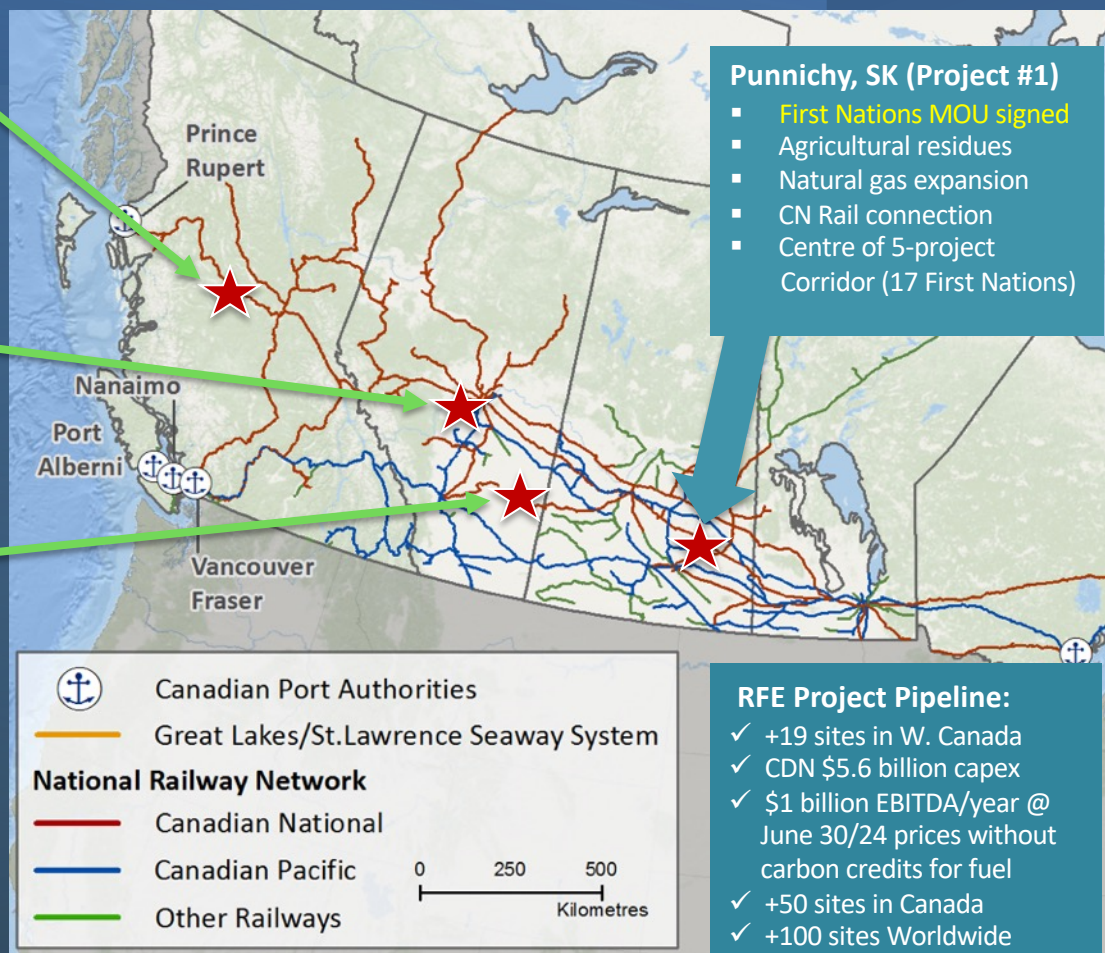 Punnichy, SK (Project #1)
▪ First Nations MOU signed
▪ Agricultural residues
▪ Natural gas expansion
▪ CN Rail connection
▪ Centre of 5-project
Corridor (17 First Nations)
Prince
Rupert
Nanaimo
Port
Alberni
Vancouver
Fraser
Canadian Port Authorities
Great Lakes/St.Lawrence Seaway System
National Railway Network
Canadian National
Canadian Pacific
Other Railways
0 250 500
Kilometres
RFE Project Pipeline:
✓ +19 sites in W. Canada
✓ CDN $5.6 billion capex
✓ $1 billion EBITDA/year @
June 30/24 prices without
carbon credits for fuel
✓ +50 sites in Canada
✓ +100 sites Worldwide